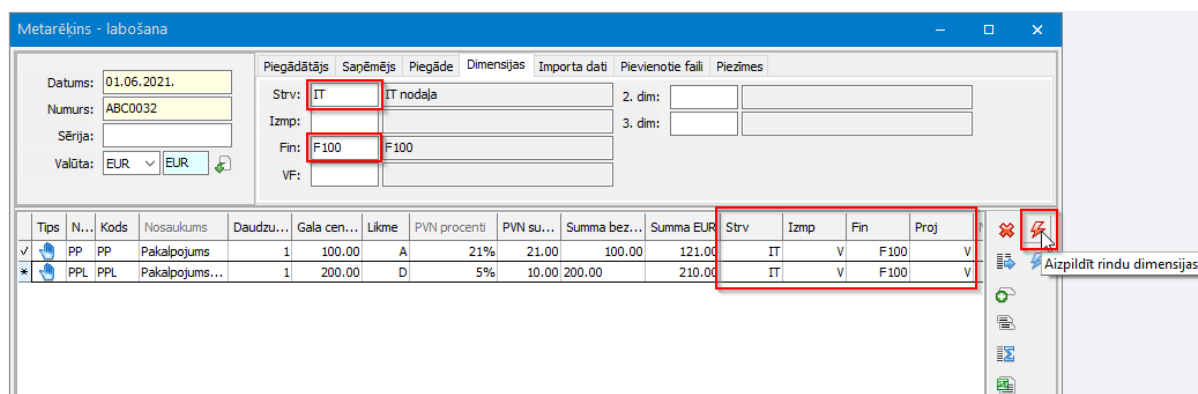 Metarēķins - labošana
Datums: 01.06.2021.
Numurs: ABC0032
Sērija:
Valūta: EUR EUR
Piegādātājs Saņēmējs Piegāde Dimensijas Importa dati Pievienotie faili Piezīmes
Strv: IT IT nodaļa 2. dim:
Izmp: 3. dim:
Fin: F100 F100
VF:
Tips N... Kods Nosaukums Daudzu... Gala cen... Likme PVN procenti PVN su... Summa bez... Summa EUR Strv Izmp Fin Proj
PP PP Pakalpojums 1 100.00 A 21% 21.00 100.00 121.00 IT V F100 V
PPL PPL Pakalpojums... 1 200.00 D 5% 10.00 200.00 210.00 IT V F100 V
Aizpildīt rindu dimensijas